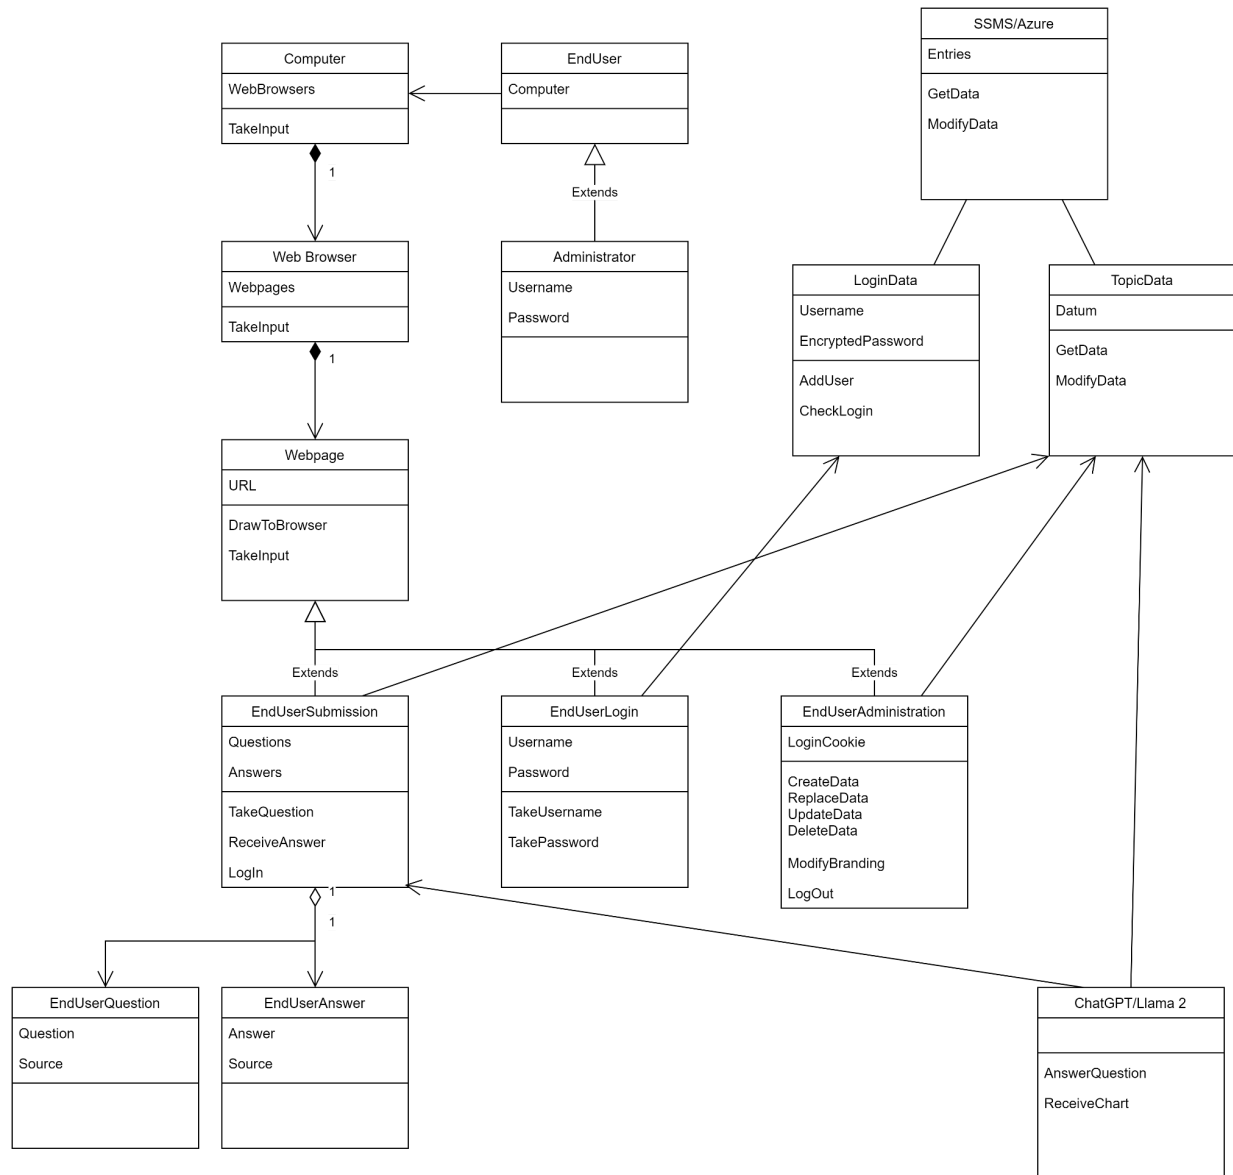 SSMS/Azure
Entries
GetData
ModifyData
Computer
WebBrowsers
TakeInput
1
EndUser
Computer
Extends
Web Browser
Webpages
TakeInput
1
Administrator
Username
Password
LoginData
Username
EncryptedPassword
AddUser
CheckLogin
TopicData
Datum
GetData
ModifyData
Webpage
URL
DrawToBrowser
TakeInput
Extends
Extends
Extends
EndUserSubmission
Questions
Answers
TakeQuestion
ReceiveAnswer
LogIn
1
1
EndUserLogin
Username
Password
TakeUsername
TakePassword
EndUserAdministration
LoginCookie
CreateData
ReplaceData
UpdateData
DeleteData
ModifyBranding
LogOut
EndUserQuestion
Question
Source
EndUserAnswer
Answer
Source
ChatGPT/Llama 2
AnswerQuestion
ReceiveChart